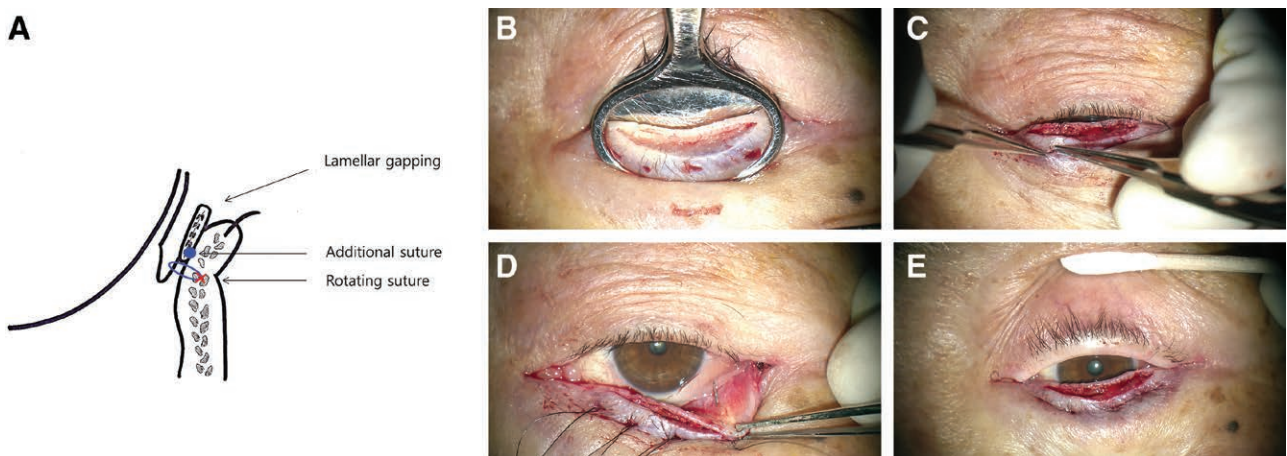 A
Lamellar gapping
Additional suture
Rotating suture
B
C
D
E